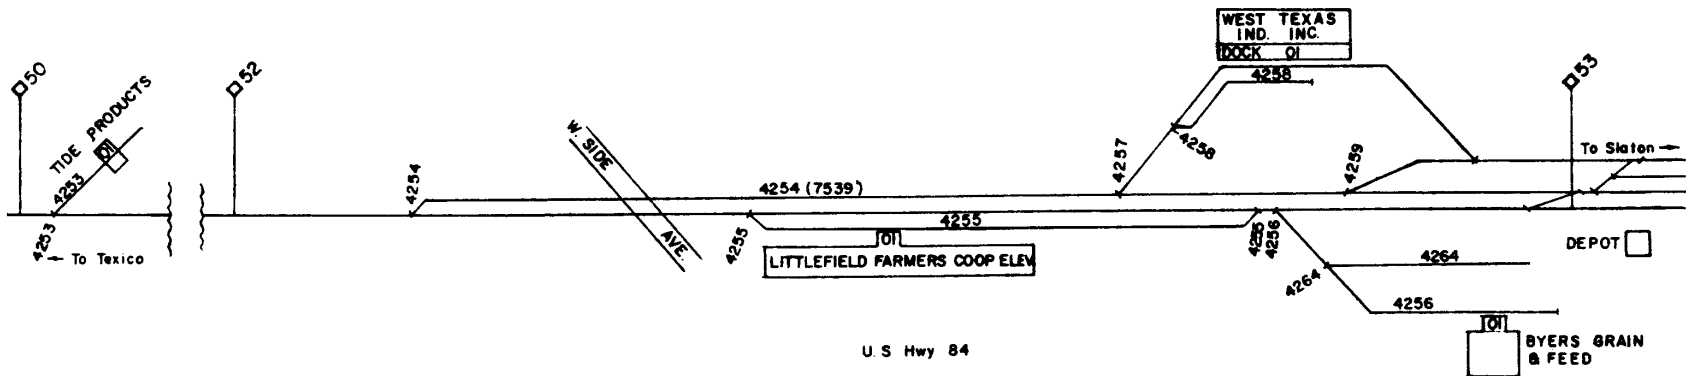 50
TIDE PRODUCTS
01
4253
4253
← To Texico
52
4254
W. SIDE
AVE.
4254 (7539')
4255
4255
01
LITTLEFIELD FARMERS COOP ELEV.
4255
4256
4257
WEST TEXAS
IND. INC.
DOCK 01
4258
4258
4259
53
To Slaton →
DEPOT
4264
4264
4256
01
BYERS GRAIN
& FEED
U.S Hwy 84